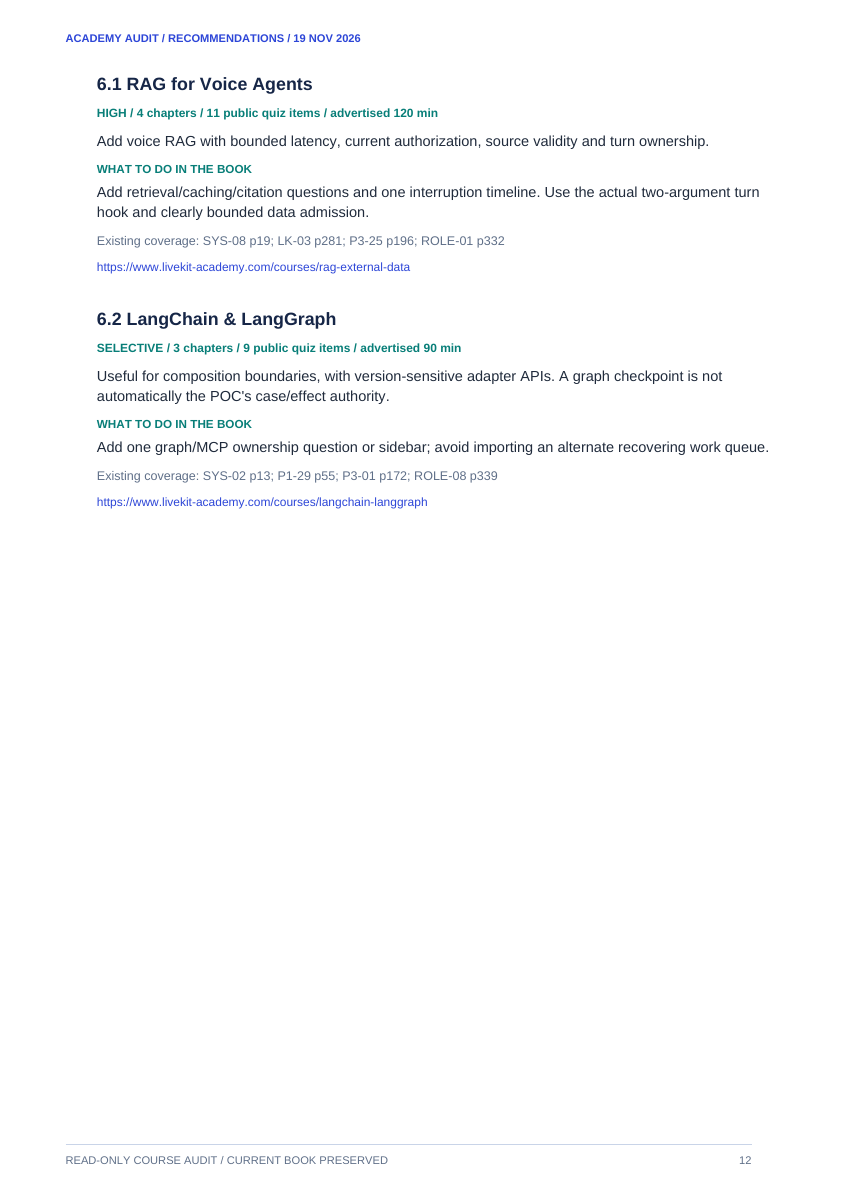 ACADEMY AUDIT / RECOMMENDATIONS / 19 NOV 2026
6.1 RAG for Voice Agents
HIGH / 4 chapters / 11 public quiz items / advertised 120 min
Add voice RAG with bounded latency, current authorization, source validity and turn ownership.
WHAT TO DO IN THE BOOK
Add retrieval/caching/citation questions and one interruption timeline. Use the actual two-argument turn
hook and clearly bounded data admission.
Existing coverage: SYS-08 p19; LK-03 p281; P3-25 p196; ROLE-01 p332
https://www.livekit-academy.com/courses/rag-external-data
6.2 LangChain & LangGraph
SELECTIVE / 3 chapters / 9 public quiz items / advertised 90 min
Useful for composition boundaries, with version-sensitive adapter APIs. A graph checkpoint is not
automatically the POC's case/effect authority.
WHAT TO DO IN THE BOOK
Add one graph/MCP ownership question or sidebar; avoid importing an alternate recovering work queue.
Existing coverage: SYS-02 p13; P1-29 p55; P3-01 p172; ROLE-08 p339
https://www.livekit-academy.com/courses/langchain-langgraph
READ-ONLY COURSE AUDIT / CURRENT BOOK PRESERVED
12